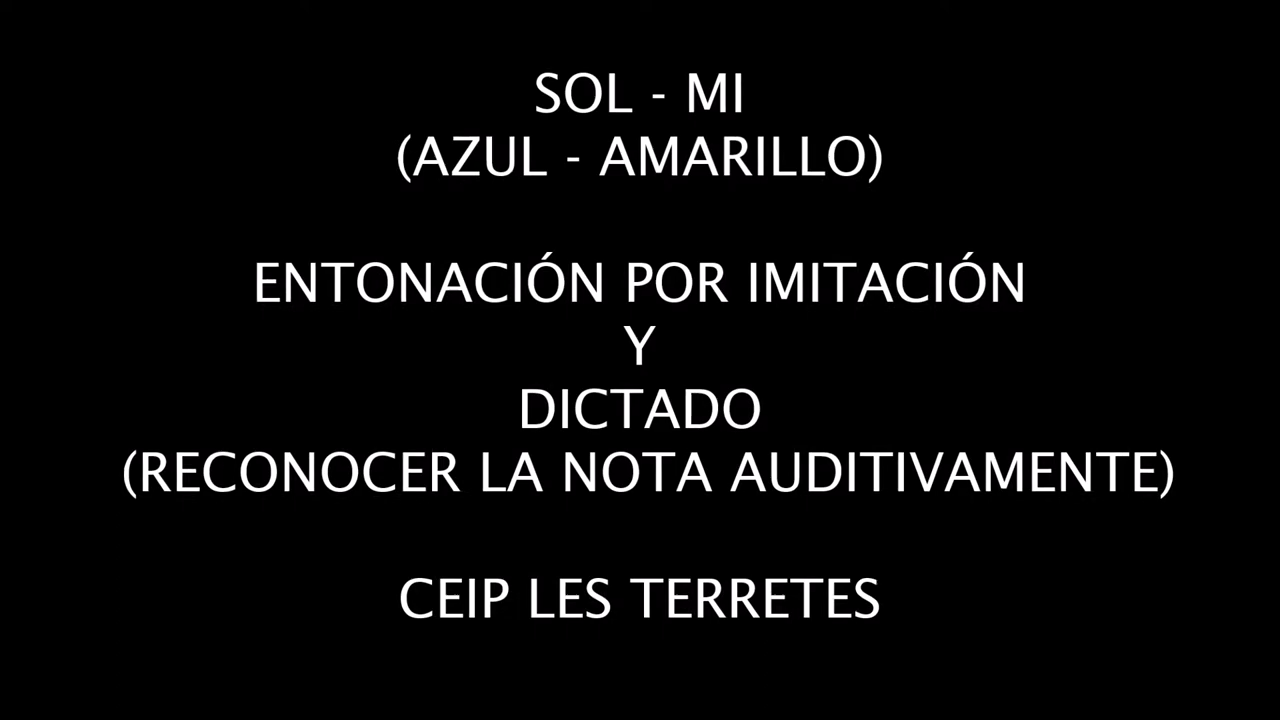 SOL - MI
(AZUL - AMARILLO)
ENTONACIÓN POR IMITACIÓN
Y
DICTADO
(RECONOCER LA NOTA AUDITIVAMENTE)
CEIP LES TERRETES